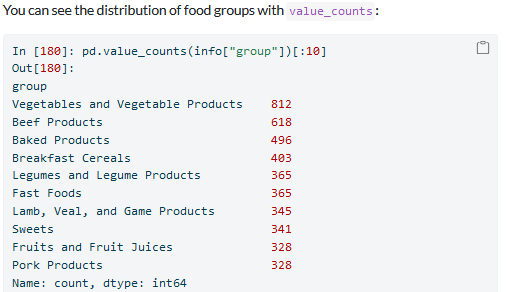 You can see the distribution of food groups with value_counts:
In [180]: pd.value_counts(info["group"])[:10]
Out[180]:
group
Vegetables and Vegetable Products    812
Beef Products                        618
Baked Products                       496
Breakfast Cereals                    403
Legumes and Legume Products          365
Fast Foods                           365
Lamb, Veal, and Game Products        345
Sweets                               341
Fruits and Fruit Juices              328
Pork Products                        328
Name: count, dtype: int64